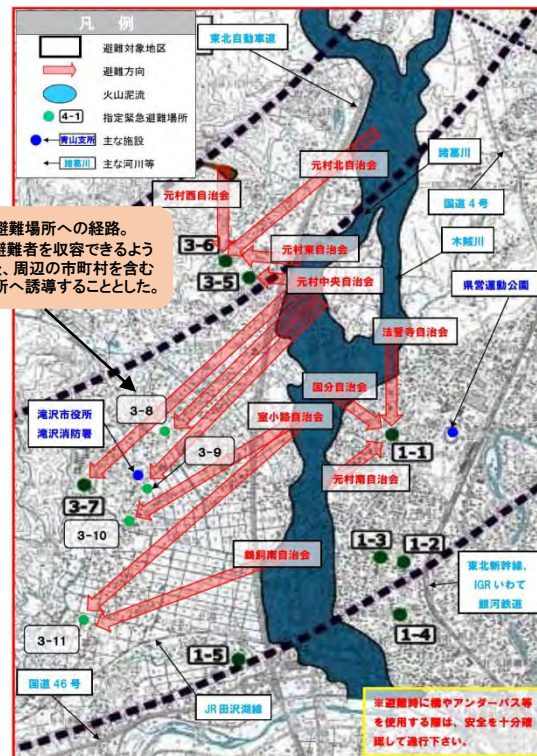 凡 例
避難対象地区
避難方向
火山泥流
4-1 指定緊急避難場所
青山支所 主な施設
諸葛川 主な河川等
東北自動車道
元村北自治会
諸葛川
国道4号
元村西自治会
避難場所への経路。
避難者を収容できるよう
、周辺の市町村を含む
所へ誘導することとした。
3-6
元村東自治会
木賊川
3-5
元村中央自治会
県営運動公園
法誓寺自治会
国分自治会
3-8
室小路自治会
滝沢市役所
滝沢消防署
3-9
1-1
元村南自治会
3-7
3-10
鵜飼南自治会
1-3
1-2
東北新幹線、
IGRいわて
銀河鉄道
3-11
1-4
1-5
国道46号
JR田沢湖線
※避難時に橋やアンダーパス等
を使用する際は、安全を十分確
認して通行下さい。